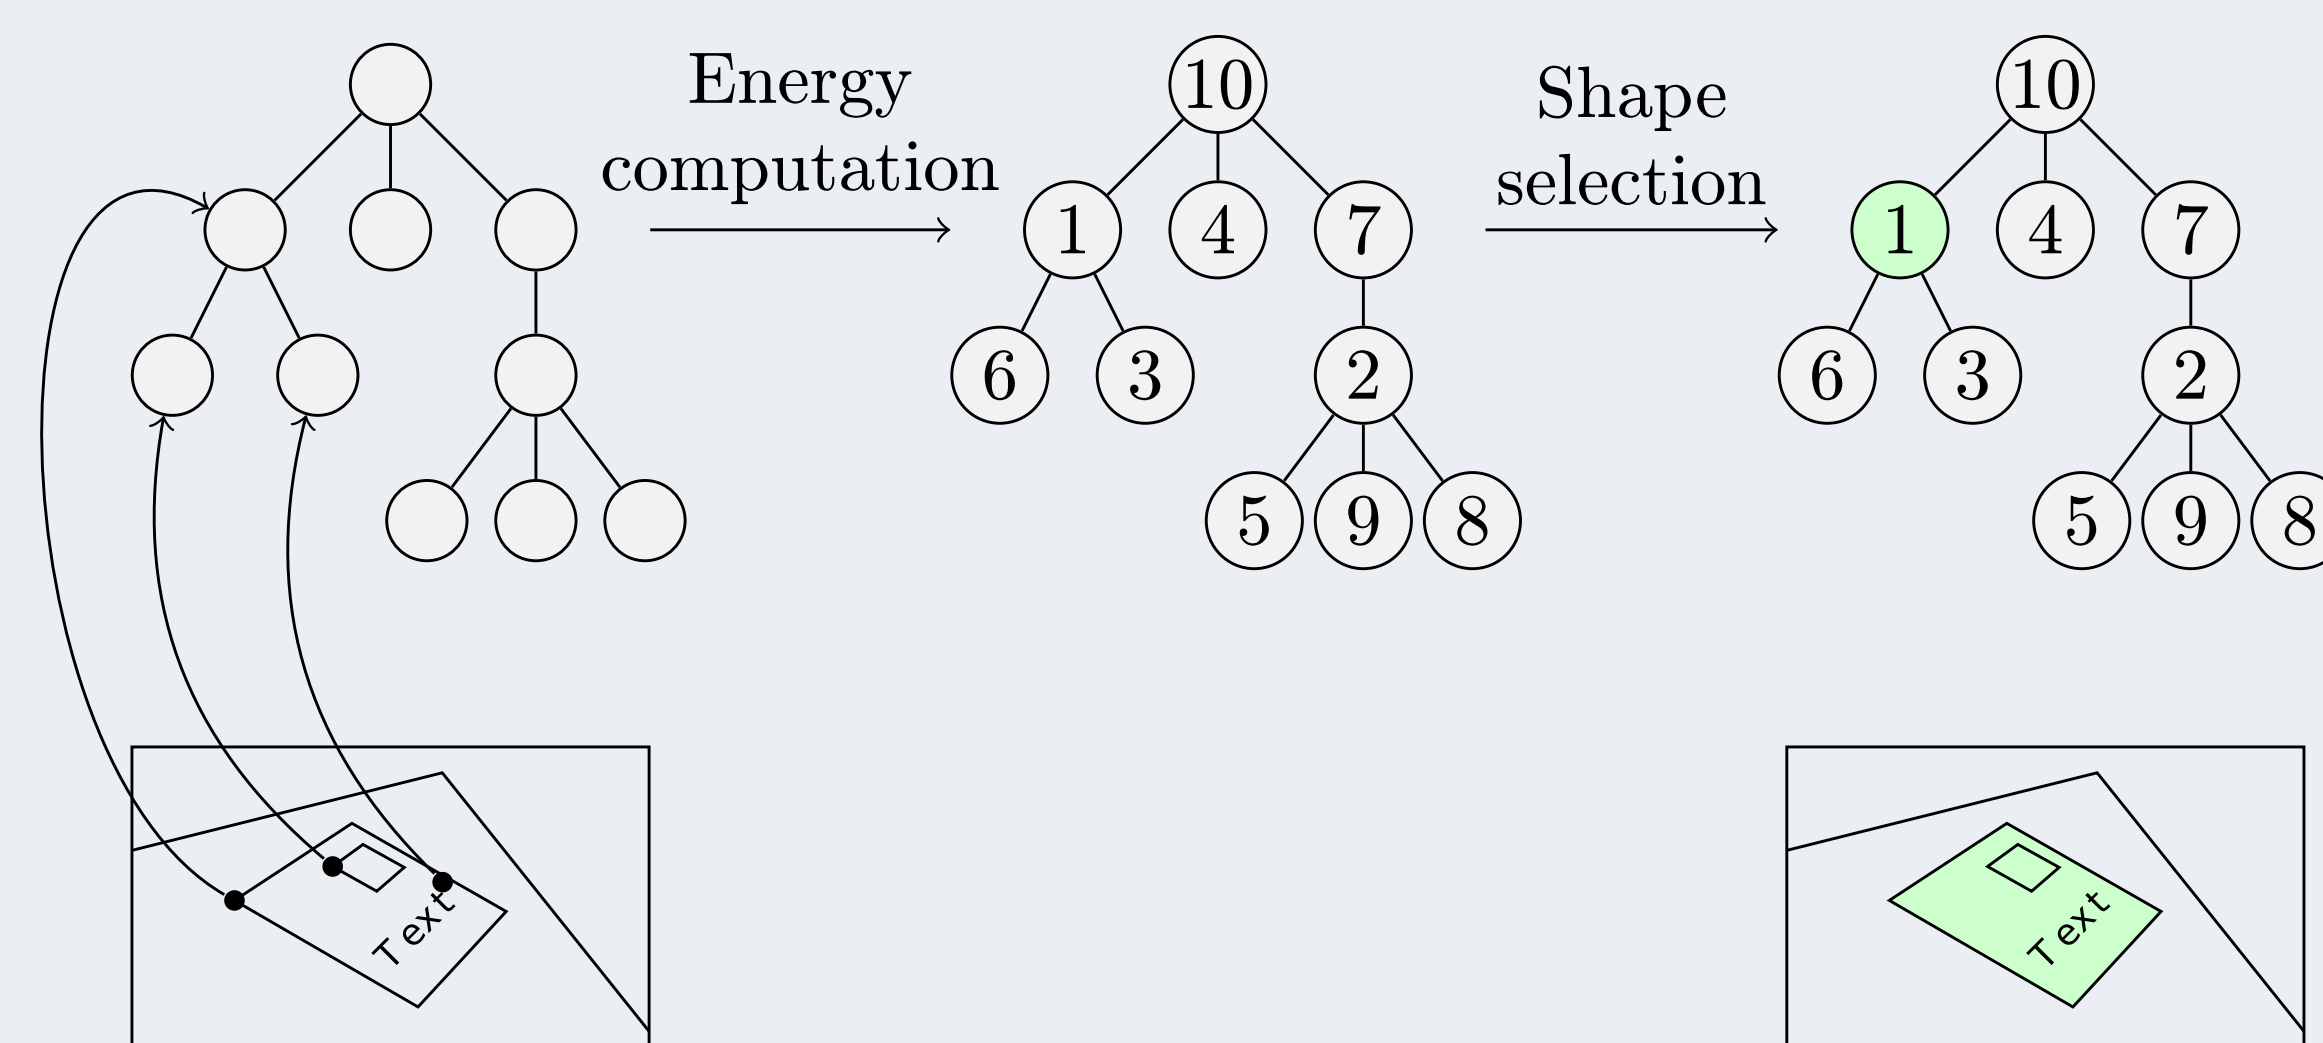 Energy
computation
10
1 4 7
6 3 2
5 9 8
Shape
selection
10
1 4 7
6 3 2
5 9 8
Text
Text